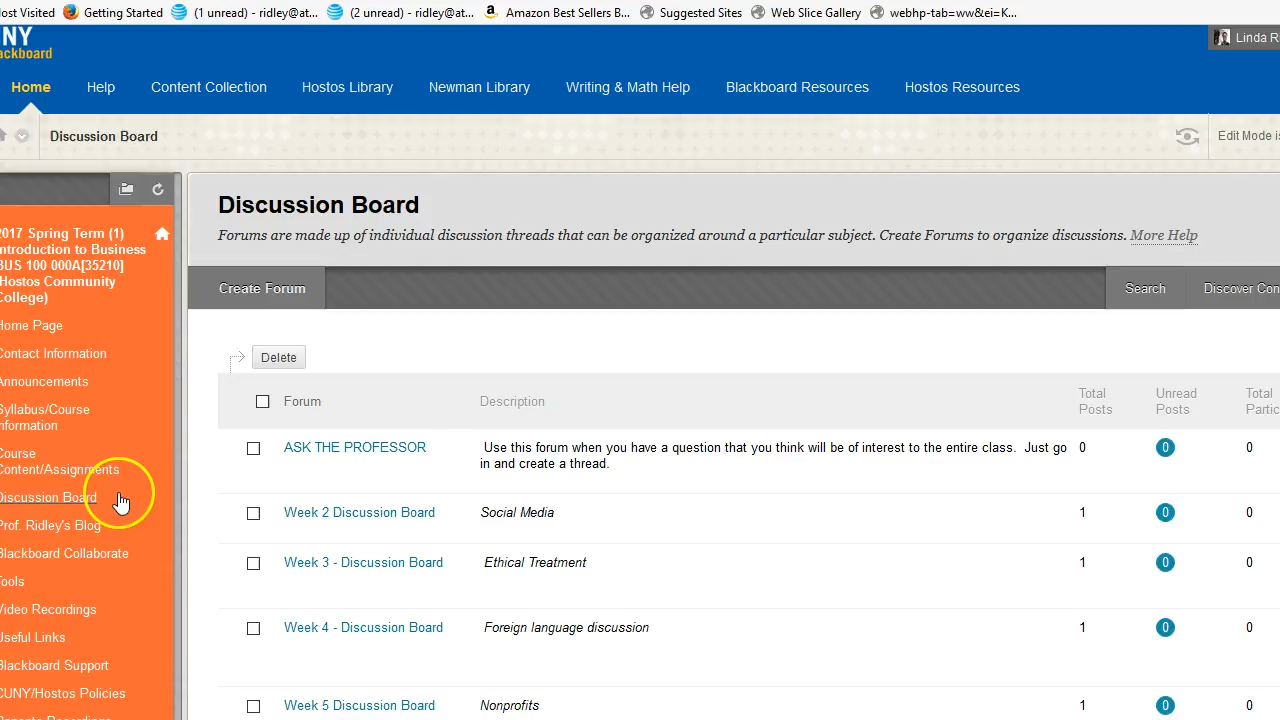 ost Visited Getting Started (1 unread) - ridley@at... (2 unread) - ridley@at... Amazon Best Sellers B... Suggested Sites Web Slice Gallery webhp-tab=ww&ei=K...
NY
ackboard
Linda R
Home Help Content Collection Hostos Library Newman Library Writing & Math Help Blackboard Resources Hostos Resources
Discussion Board
Edit Mode is
2017 Spring Term (1)
ntroduction to Business
BUS 100 000A[35210]
(Hostos Community
College)
Home Page
Contact Information
Announcements
Syllabus/Course
nformation
Course
Content/Assignments
Discussion Board
Prof. Ridley's Blog
Blackboard Collaborate
Tools
Video Recordings
Useful Links
Blackboard Support
CUNY/Hostos Policies
Discussion Board
Forums are made up of individual discussion threads that can be organized around a particular subject. Create Forums to organize discussions. More Help
Create Forum
Search
Discover Con
Delete
Forum Description Total Posts Unread Posts Total Partic
ASK THE PROFESSOR Use this forum when you have a question that you think will be of interest to the entire class. Just go 0 0 0
in and create a thread.
Week 2 Discussion Board Social Media 1 0 0
Week 3 - Discussion Board Ethical Treatment 1 0 0
Week 4 - Discussion Board Foreign language discussion 1 0 0
Week 5 Discussion Board Nonprofits 1 0 0